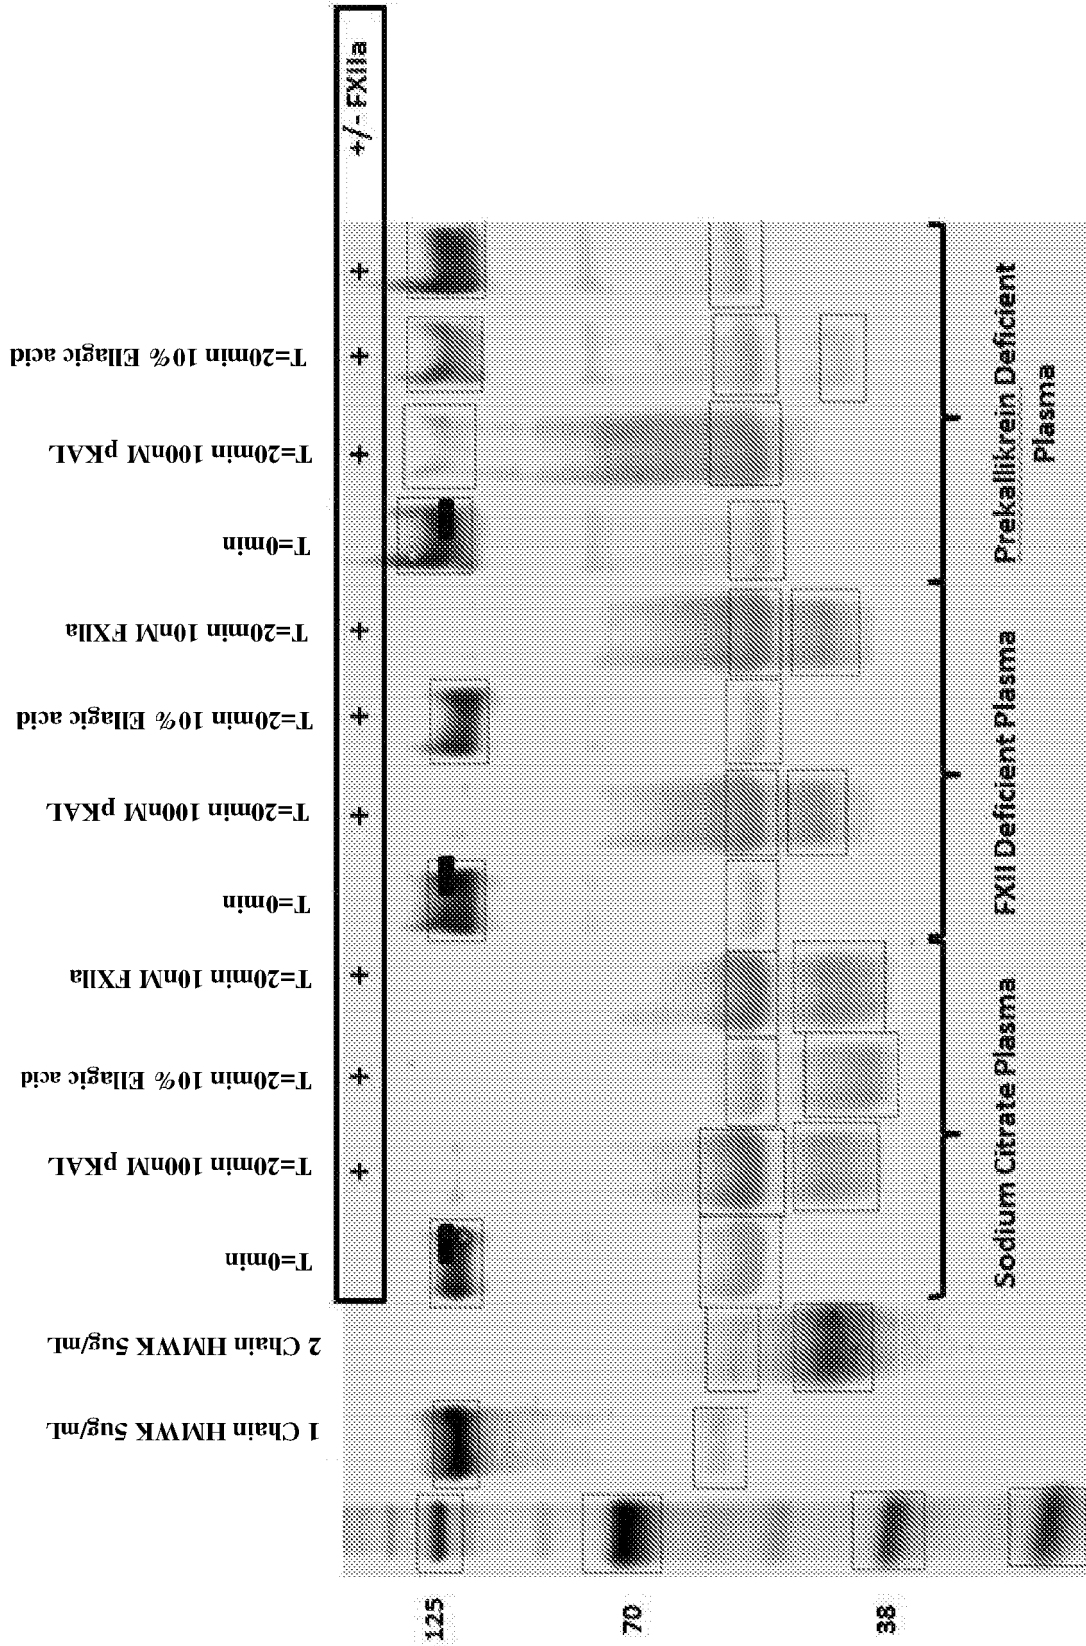 1 Chain HMWK 5ug/mL
2 Chain HMWK 5ug/mL
T=0min
T=20min 100nM pKAL
T=20min 10% Ellagic acid
T=20min 10nM FXIIa
T=0min
T=20min 100nM pKAL
T=20min 10% Ellagic acid
T=20min 10nM FXIIa
T=0min
T=20min 100nM pKAL
T=20min 10% Ellagic acid
+ + + + + + + + + + +/- FXIIa
125
70
38
Sodium Citrate Plasma
FXII Deficient Plasma
Prekallikrein Deficient
Plasma